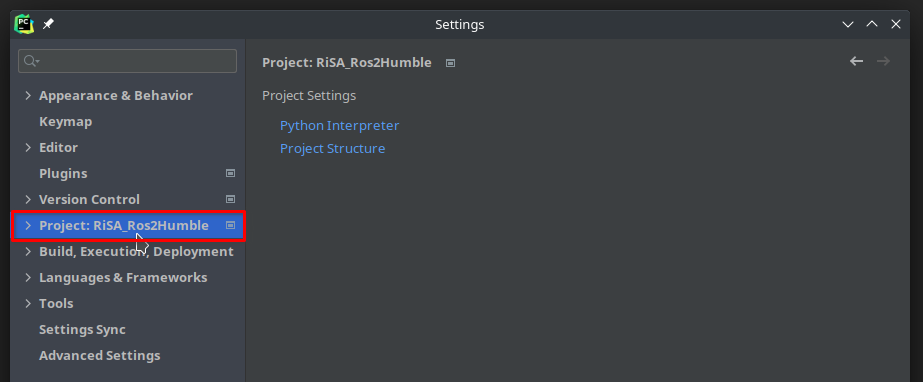 PC
Settings
Appearance & Behavior
Keymap
Editor
Plugins
Version Control
Project: RiSA_Ros2Humble
Build, Execution, Deployment
Languages & Frameworks
Tools
Settings Sync
Advanced Settings
Project: RiSA_Ros2Humble
Project Settings
Python Interpreter
Project Structure